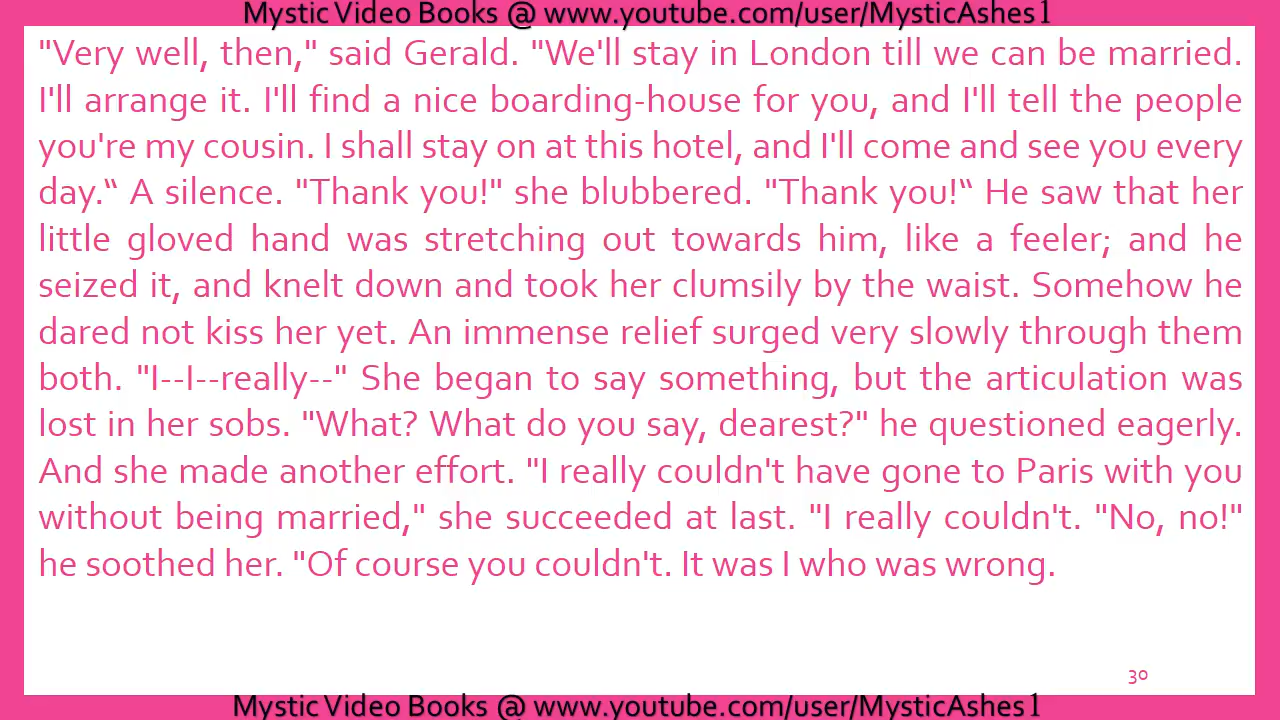 Mystic Video Books @ www.youtube.com/user/MysticAshes1
"Very well, then," said Gerald. "We'll stay in London till we can be married.
I'll arrange it. I'll find a nice boarding-house for you, and I'll tell the people
you're my cousin. I shall stay on at this hotel, and I'll come and see you every
day.“ A silence. "Thank you!" she blubbered. "Thank you!“ He saw that her
little gloved hand was stretching out towards him, like a feeler; and he
seized it, and knelt down and took her clumsily by the waist. Somehow he
dared not kiss her yet. An immense relief surged very slowly through them
both. "I--I--really--" She began to say something, but the articulation was
lost in her sobs. "What? What do you say, dearest?" he questioned eagerly.
And she made another effort. "I really couldn't have gone to Paris with you
without being married," she succeeded at last. "I really couldn't. "No, no!"
he soothed her. "Of course you couldn't. It was I who was wrong.
30
Mystic Video Books @ www.youtube.com/user/MysticAshes1